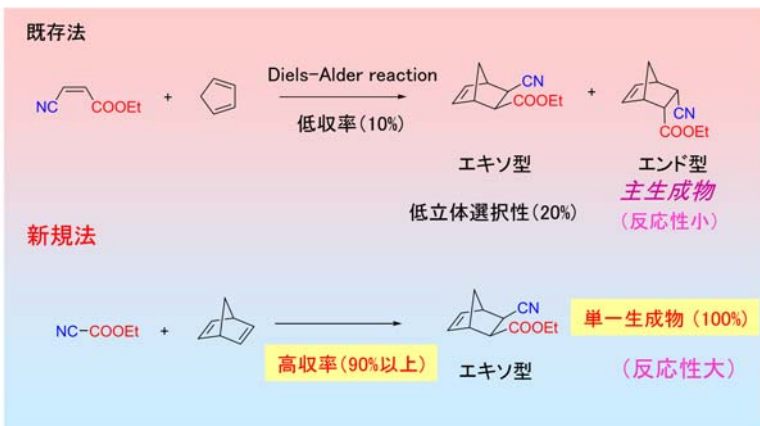 既存法
NC COOEt + Diels-Alder reaction CN COOEt + CN COOEt
低収率(10%)
エキソ型 エンド型
主生成物
低立体選択性(20%) (反応性小)
新規法
NC-COOEt + CN COOEt 単一生成物 (100%)
高収率(90%以上) エキソ型 (反応性大)